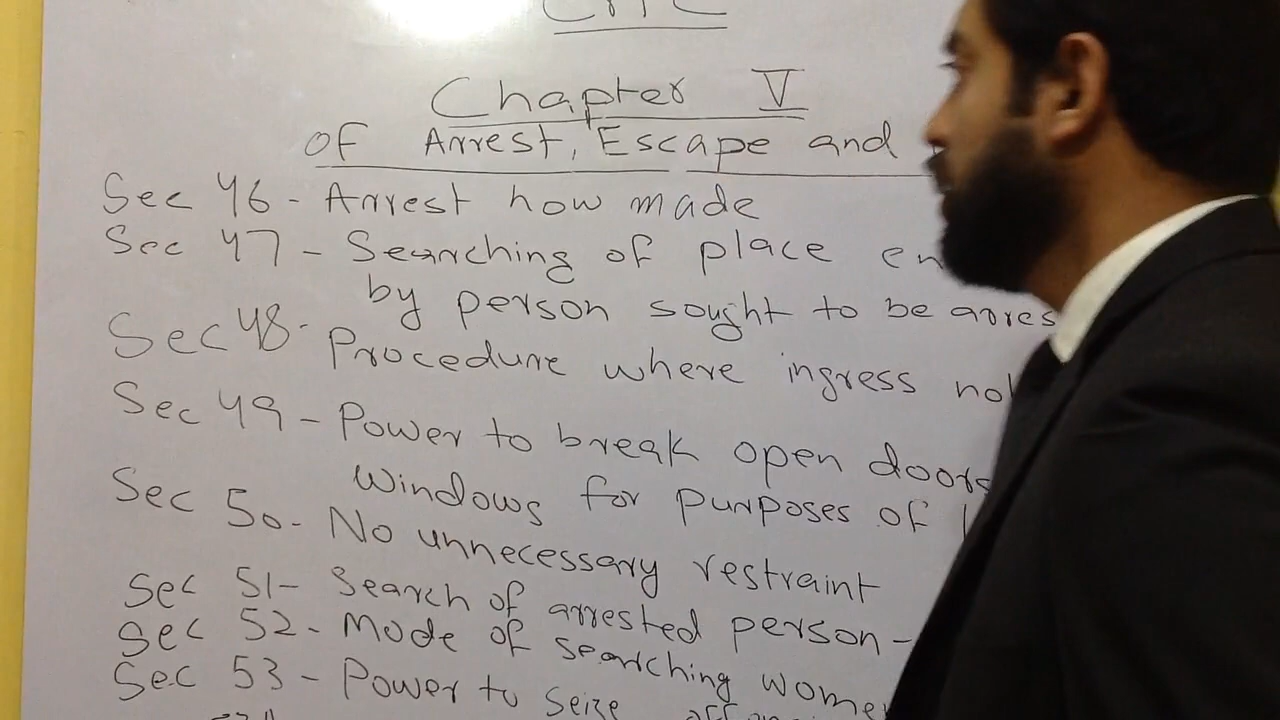 Chapter V
of Arrest, Escape and
Sec 46 - Arrest how made
Sec 47 - Searching of place
by person sought to be arres
Sec 48 - Procedure where ingress
Sec 49 - Power to break open doors
Windows for purposes of
Sec 50 - No unnecessary restraint
Sec 51 - Search of arrested person -
Sec 52 - Mode of searching women
Sec 53 - Power to seize